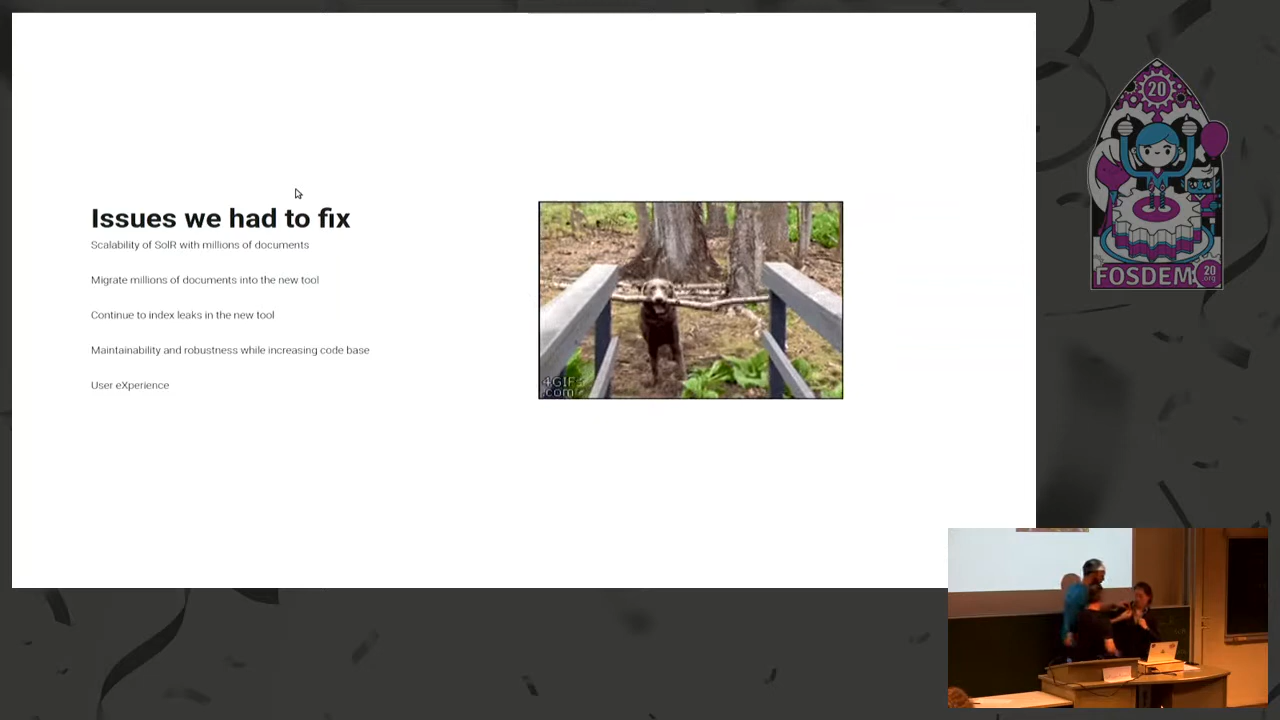 Issues we had to fix
Scalability of SolR with millions of documents
Migrate millions of documents into the new tool
Continue to index leaks in the new tool
Maintainability and robustness while increasing code base
User eXperience
4GIFs
.com
20
FOSDEM
20
.org